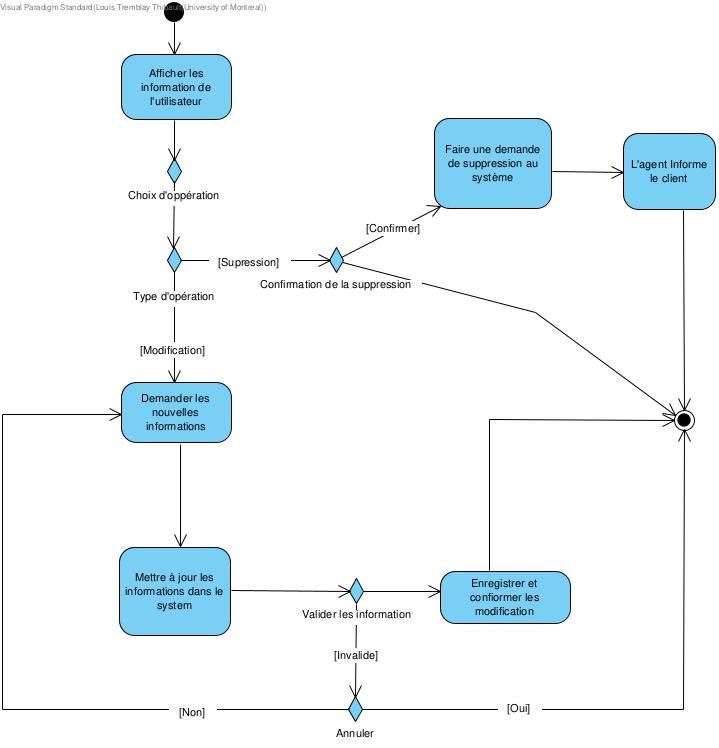 Visual Paradigm Standard(Louis Tremblay Thibault(University of Montreal))
Afficher les
information de
l'utilisateur
Choix d'oppération
Faire une demande
de suppression au
système
L'agent Informe
le client
[Confirmer]
[Supression]
Confirmation de la suppression
Type d'opération
[Modification]
Demander les
nouvelles
informations
Mettre à jour les
informations dans le
system
Valider les information
Enregistrer et
confiormer les
modification
[Invalide]
[Non]
[Oui]
Annuler